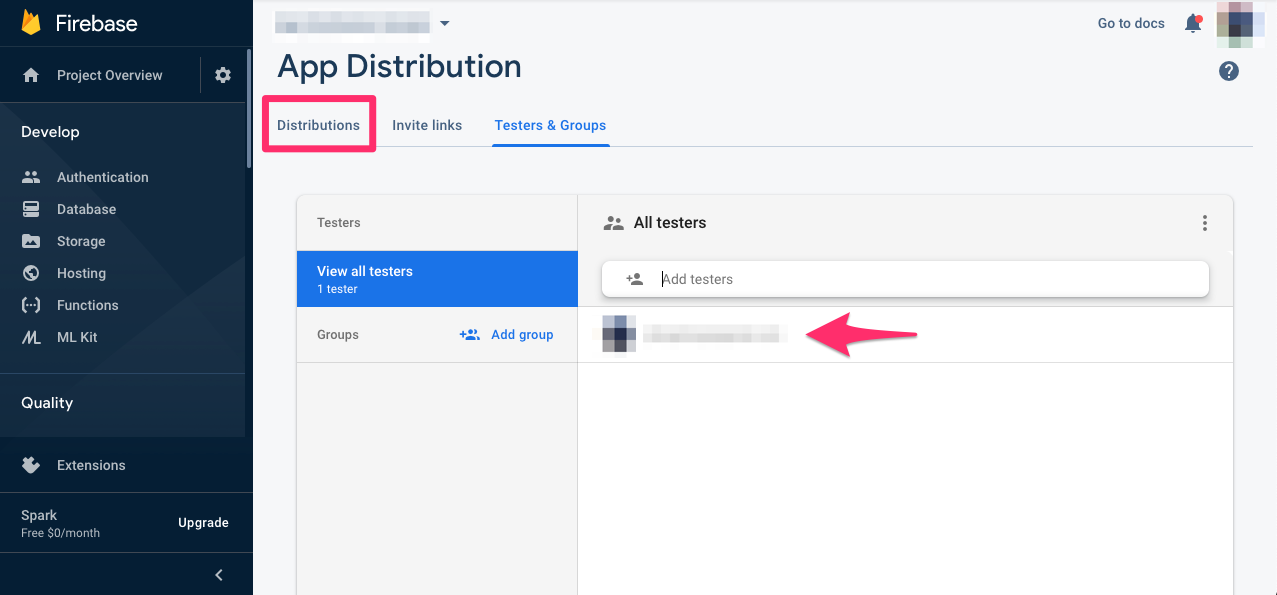 Firebase
Project Overview
Develop
Authentication
Database
Storage
Hosting
Functions
ML Kit
Quality
Extensions
Spark
Free $0/month
Upgrade
Go to docs
App Distribution
Distributions
Invite links
Testers & Groups
Testers
View all testers
1 tester
Groups
Add group
All testers
Add testers